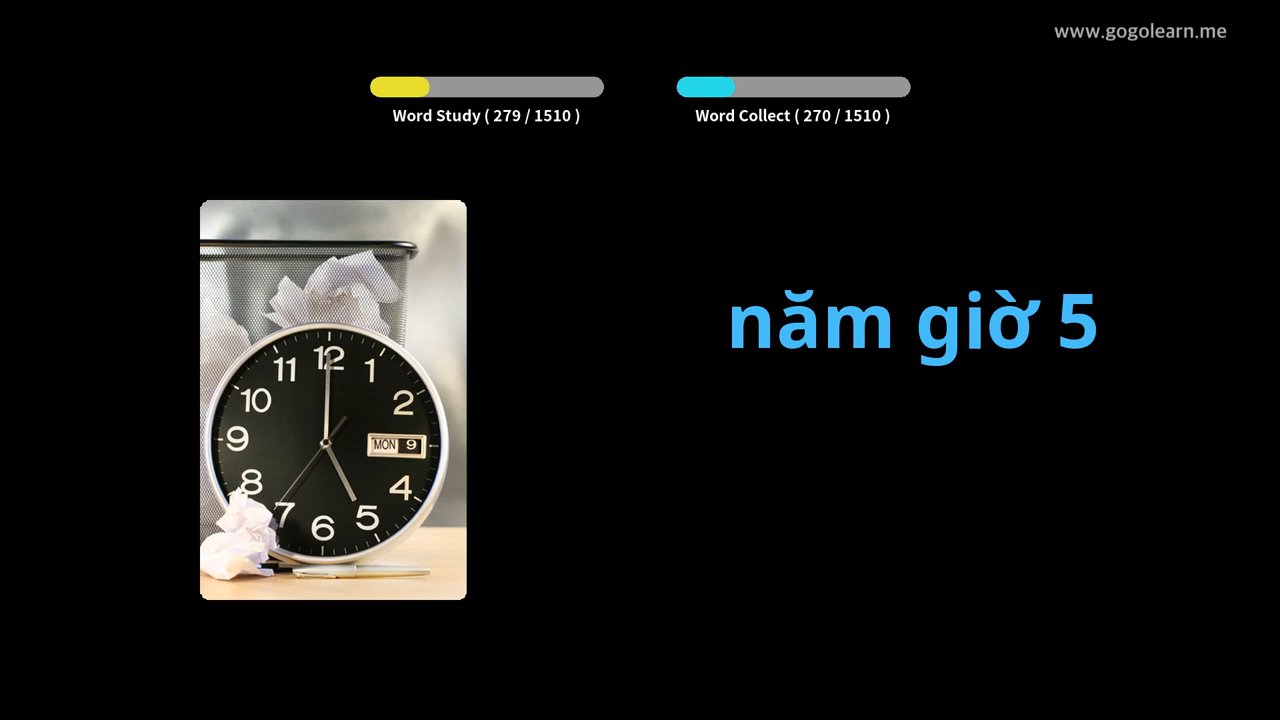 www.gogolearn.me
Word Study ( 279 / 1510 )
Word Collect ( 270 / 1510 )
năm giờ 5
12
11
1
10
2
9
MON 9
8
4
7
5
6